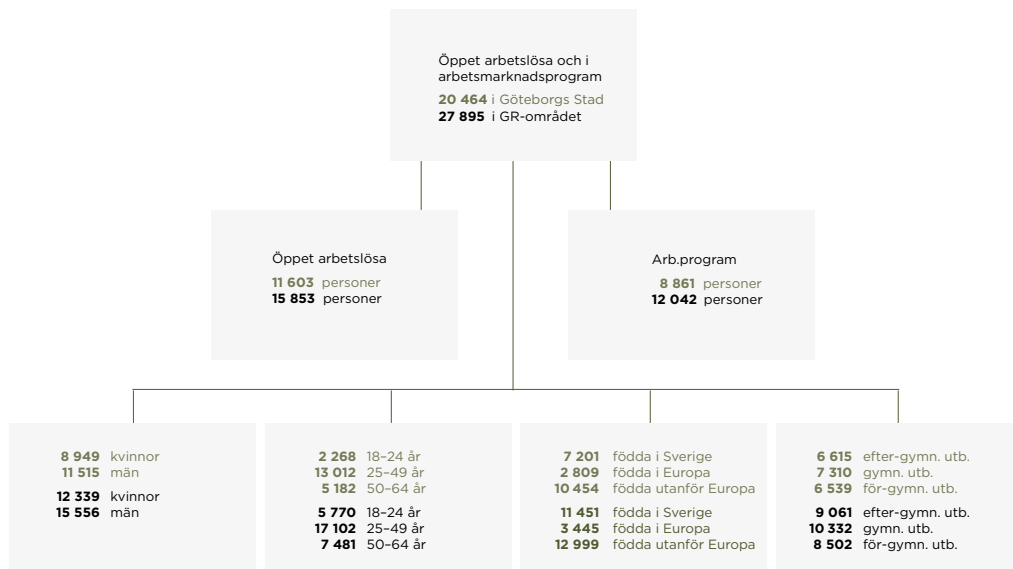 Öppet arbetslösa och i
arbetsmarknadsprogram
20 464 i Göteborgs Stad
27 895 i GR-området
Öppet arbetslösa
11 603 personer
15 853 personer
Arb.program
8 861 personer
12 042 personer
8 949 kvinnor
11 515 män
12 339 kvinnor
15 556 män
2 268 18–24 år
13 012 25–49 år
5 182 50–64 år
5 770 18–24 år
17 102 25–49 år
7 481 50–64 år
7 201 födda i Sverige
2 809 födda i Europa
10 454 födda utanför Europa
11 451 födda i Sverige
3 445 födda i Europa
12 999 födda utanför Europa
6 615 efter-gymn. utb.
7 310 gymn. utb.
6 539 för-gymn. utb.
9 061 efter-gymn. utb.
10 332 gymn. utb.
8 502 för-gymn. utb.